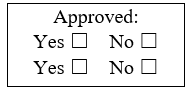 Approved:
Yes ☐ No ☐
Yes ☐ No ☐